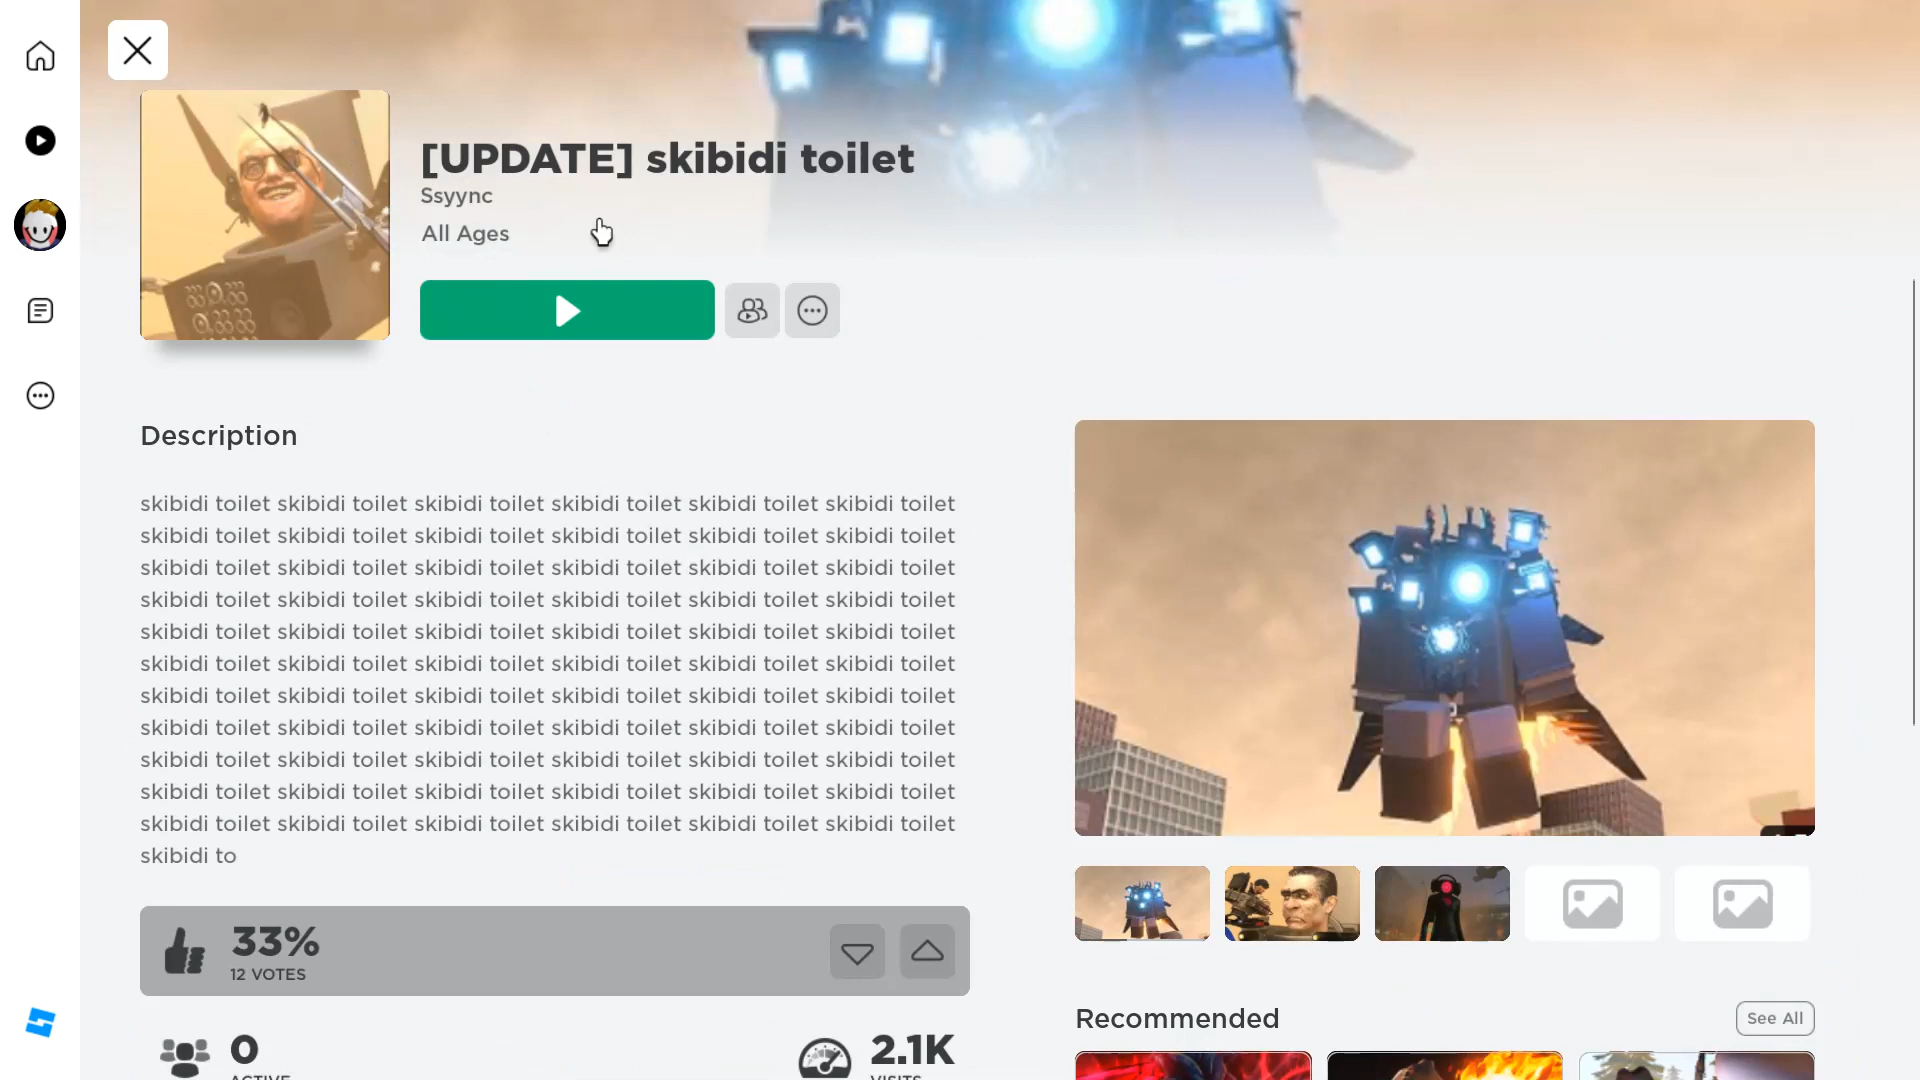 [UPDATE] skibidi toilet
Ssyync
All Ages
Description
skibidi toilet skibidi toilet skibidi toilet skibidi toilet skibidi toilet skibidi toilet
skibidi toilet skibidi toilet skibidi toilet skibidi toilet skibidi toilet skibidi toilet
skibidi toilet skibidi toilet skibidi toilet skibidi toilet skibidi toilet skibidi toilet
skibidi toilet skibidi toilet skibidi toilet skibidi toilet skibidi toilet skibidi toilet
skibidi toilet skibidi toilet skibidi toilet skibidi toilet skibidi toilet skibidi toilet
skibidi toilet skibidi toilet skibidi toilet skibidi toilet skibidi toilet skibidi toilet
skibidi toilet skibidi toilet skibidi toilet skibidi toilet skibidi toilet skibidi toilet
skibidi toilet skibidi toilet skibidi toilet skibidi toilet skibidi toilet skibidi toilet
skibidi toilet skibidi toilet skibidi toilet skibidi toilet skibidi toilet skibidi toilet
skibidi toilet skibidi toilet skibidi toilet skibidi toilet skibidi toilet skibidi toilet
skibidi toilet skibidi toilet skibidi toilet skibidi toilet skibidi toilet skibidi toilet
skibidi to
33%
12 VOTES
0
ACTIVE
2.1K
VISITS
Recommended
See All